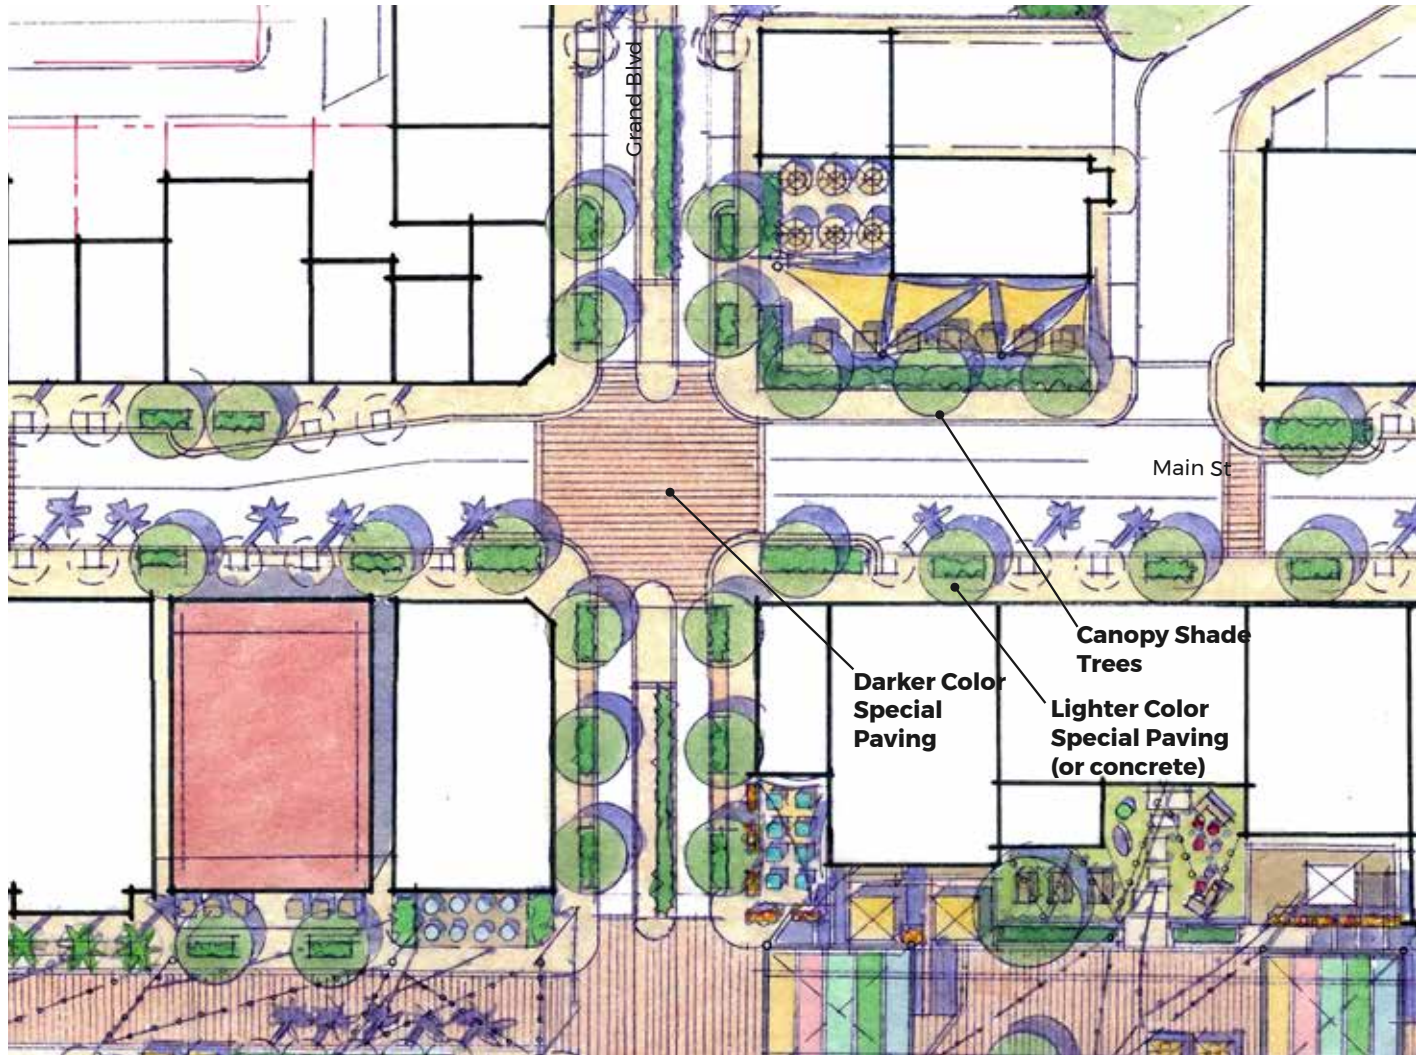 Grand Blvd
Main St
Canopy Shade
Trees
Darker Color
Special
Paving
Lighter Color
Special Paving
(or concrete)